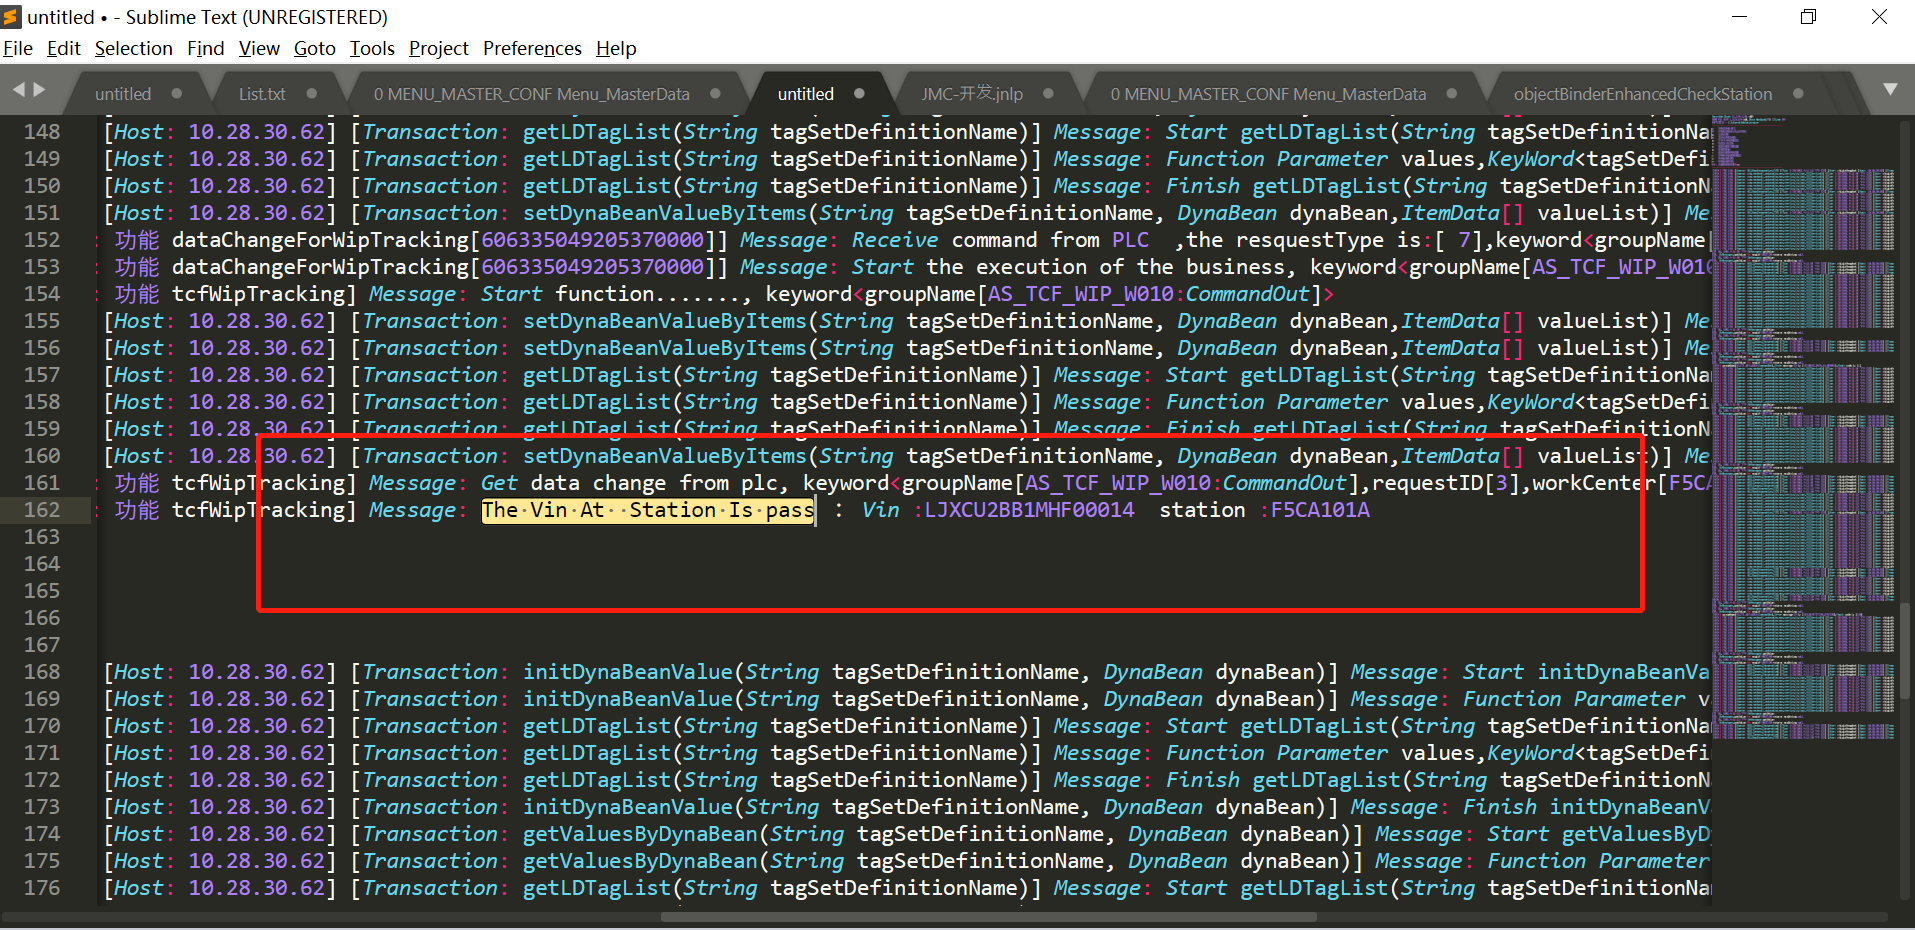 untitled • - Sublime Text (UNREGISTERED)
File Edit Selection Find View Goto Tools Project Preferences Help
untitled List.txt 0 MENU_MASTER_CONF Menu_MasterData untitled JMC-开发.jnlp 0 MENU_MASTER_CONF Menu_MasterData objectBinderEnhancedCheckStation
148 [Host: 10.28.30.62] [Transaction: getLDTagList(String tagSetDefinitionName)] Message: Start getLDTagList(String tagSetDefinitionNa
149 [Host: 10.28.30.62] [Transaction: getLDTagList(String tagSetDefinitionName)] Message: Function Parameter values,KeyWord<tagSetDefi
150 [Host: 10.28.30.62] [Transaction: getLDTagList(String tagSetDefinitionName)] Message: Finish getLDTagList(String tagSetDefinitionN
151 [Host: 10.28.30.62] [Transaction: setDynaBeanValueByItems(String tagSetDefinitionName, DynaBean dynaBean,ItemData[] valueList)] Me
152 : 功能 dataChangeForWipTracking[606335049205370000]] Message: Receive command from PLC ,the resquestType is:[ 7],keyword<groupName[
153 : 功能 dataChangeForWipTracking[606335049205370000]] Message: Start the execution of the business, keyword<groupName[AS_TCF_WIP_W010
154 : 功能 tcfWipTracking] Message: Start function......., keyword<groupName[AS_TCF_WIP_W010:CommandOut]>
155 [Host: 10.28.30.62] [Transaction: setDynaBeanValueByItems(String tagSetDefinitionName, DynaBean dynaBean,ItemData[] valueList)] Me
156 [Host: 10.28.30.62] [Transaction: setDynaBeanValueByItems(String tagSetDefinitionName, DynaBean dynaBean,ItemData[] valueList)] Me
157 [Host: 10.28.30.62] [Transaction: getLDTagList(String tagSetDefinitionName)] Message: Start getLDTagList(String tagSetDefinitionNa
158 [Host: 10.28.30.62] [Transaction: getLDTagList(String tagSetDefinitionName)] Message: Function Parameter values,KeyWord<tagSetDefi
159 [Host: 10.28.30.62] [Transaction: getLDTagList(String tagSetDefinitionName)] Message: Finish getLDTagList(String tagSetDefinitionN
160 [Host: 10.28.30.62] [Transaction: setDynaBeanValueByItems(String tagSetDefinitionName, DynaBean dynaBean,ItemData[] valueList)] Me
161 : 功能 tcfWipTracking] Message: Get data change from plc, keyword<groupName[AS_TCF_WIP_W010:CommandOut],requestID[3],workCenter[F5CA
162 : 功能 tcfWipTracking] Message: The Vin At  Station Is pass : Vin :LJXCU2BB1MHF00014 station :F5CA101A
163
164
165
166
167
168 [Host: 10.28.30.62] [Transaction: initDynaBeanValue(String tagSetDefinitionName, DynaBean dynaBean)] Message: Start initDynaBeanVa
169 [Host: 10.28.30.62] [Transaction: initDynaBeanValue(String tagSetDefinitionName, DynaBean dynaBean)] Message: Function Parameter v
170 [Host: 10.28.30.62] [Transaction: getLDTagList(String tagSetDefinitionName)] Message: Start getLDTagList(String tagSetDefinitionNa
171 [Host: 10.28.30.62] [Transaction: getLDTagList(String tagSetDefinitionName)] Message: Function Parameter values,KeyWord<tagSetDefi
172 [Host: 10.28.30.62] [Transaction: getLDTagList(String tagSetDefinitionName)] Message: Finish getLDTagList(String tagSetDefinitionN
173 [Host: 10.28.30.62] [Transaction: initDynaBeanValue(String tagSetDefinitionName, DynaBean dynaBean)] Message: Finish initDynaBeanV
174 [Host: 10.28.30.62] [Transaction: getValuesByDynaBean(String tagSetDefinitionName, DynaBean dynaBean)] Message: Start getValuesByD
175 [Host: 10.28.30.62] [Transaction: getValuesByDynaBean(String tagSetDefinitionName, DynaBean dynaBean)] Message: Function Parameter
176 [Host: 10.28.30.62] [Transaction: getLDTagList(String tagSetDefinitionName)] Message: Start getLDTagList(String tagSetDefinitionNa